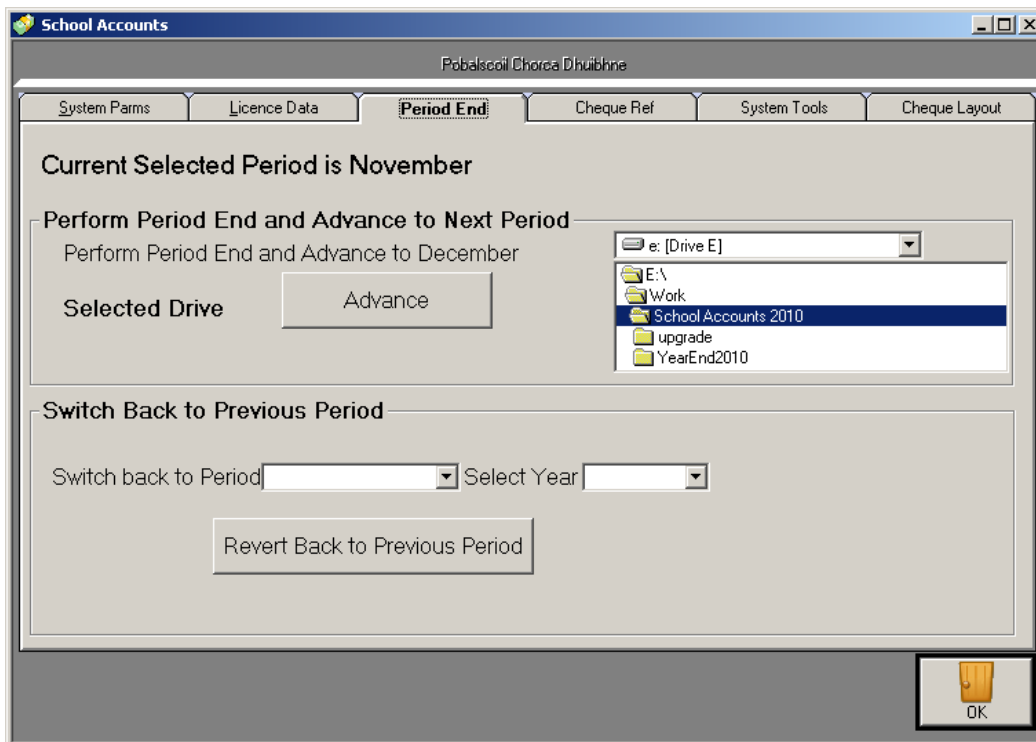 School Accounts
Pobalscoil Chorca Dhuibhne
System Parms Licence Data Period End Cheque Ref System Tools Cheque Layout
Current Selected Period is November
Perform Period End and Advance to Next Period
Perform Period End and Advance to December
e: [Drive E]
Selected Drive
Advance
E:\
Work
School Accounts 2010
upgrade
YearEnd2010
Switch Back to Previous Period
Switch back to Period Select Year
Revert Back to Previous Period
OK